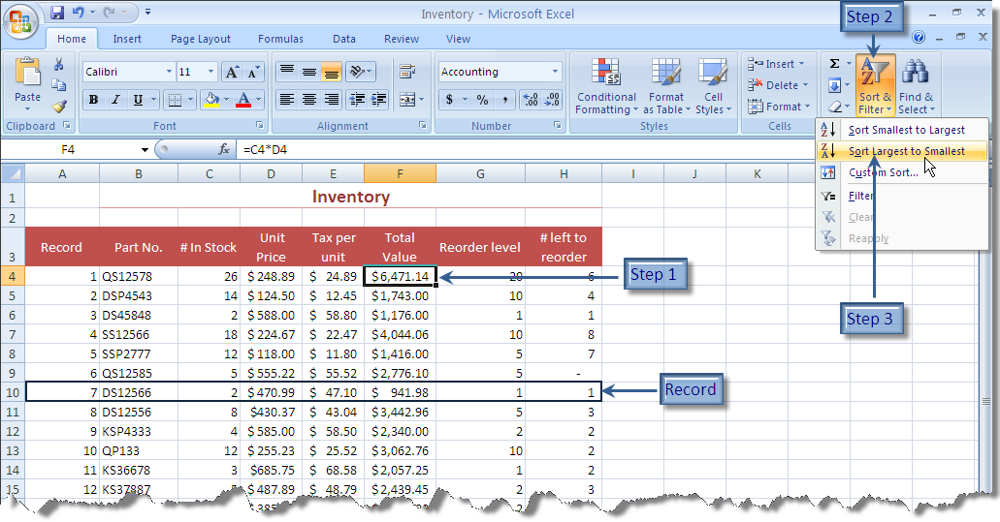 Inventory - Microsoft Excel
Step 2
Home Insert Page Layout Formulas Data Review View
Paste
Calibri 11
A A
B I U A
Accounting
$ % , .0 .00 .00 .0
Conditional Formatting
Format as Table
Cell Styles
Insert
Delete
Format
Σ
Sort & Filter
Find & Select
Clipboard Font Alignment Number Styles Cells
Sort Smallest to Largest
Sort Largest to Smallest
Custom Sort...
Filter
Clear
Reapply
F4 fx =C4*D4
A B C D E F G H I J K
1 Inventory
2
3 Record Part No. # In Stock Unit Price Tax per unit Total Value Reorder level # left to reorder
4 1 QS12578 26 $ 248.89 $ 24.89 $ 6,471.14 20 6
Step 1
5 2 DSP4543 14 $ 124.50 $ 12.45 $ 1,743.00 10 4
6 3 DS45848 2 $ 588.00 $ 58.80 $ 1,176.00 1 1
Step 3
7 4 SS12566 18 $ 224.67 $ 22.47 $ 4,044.06 10 8
8 5 SSP2777 12 $ 118.00 $ 11.80 $ 1,416.00 5 7
9 6 QS12585 5 $ 555.22 $ 55.52 $ 2,776.10 5 -
10 7 DS12566 2 $ 470.99 $ 47.10 $ 941.98 1 1
Record
11 8 DS12556 8 $430.37 $ 43.04 $ 3,442.96 5 3
12 9 KSP4333 4 $ 585.00 $ 58.50 $ 2,340.00 2 2
13 10 QP133 12 $ 255.23 $ 25.52 $ 3,062.76 10 2
14 11 KS36678 3 $685.75 $ 68.58 $ 2,057.25 1 2
15 12 KS37887 $ 487.89 $ 48.79 $ 2,439.45 2 3